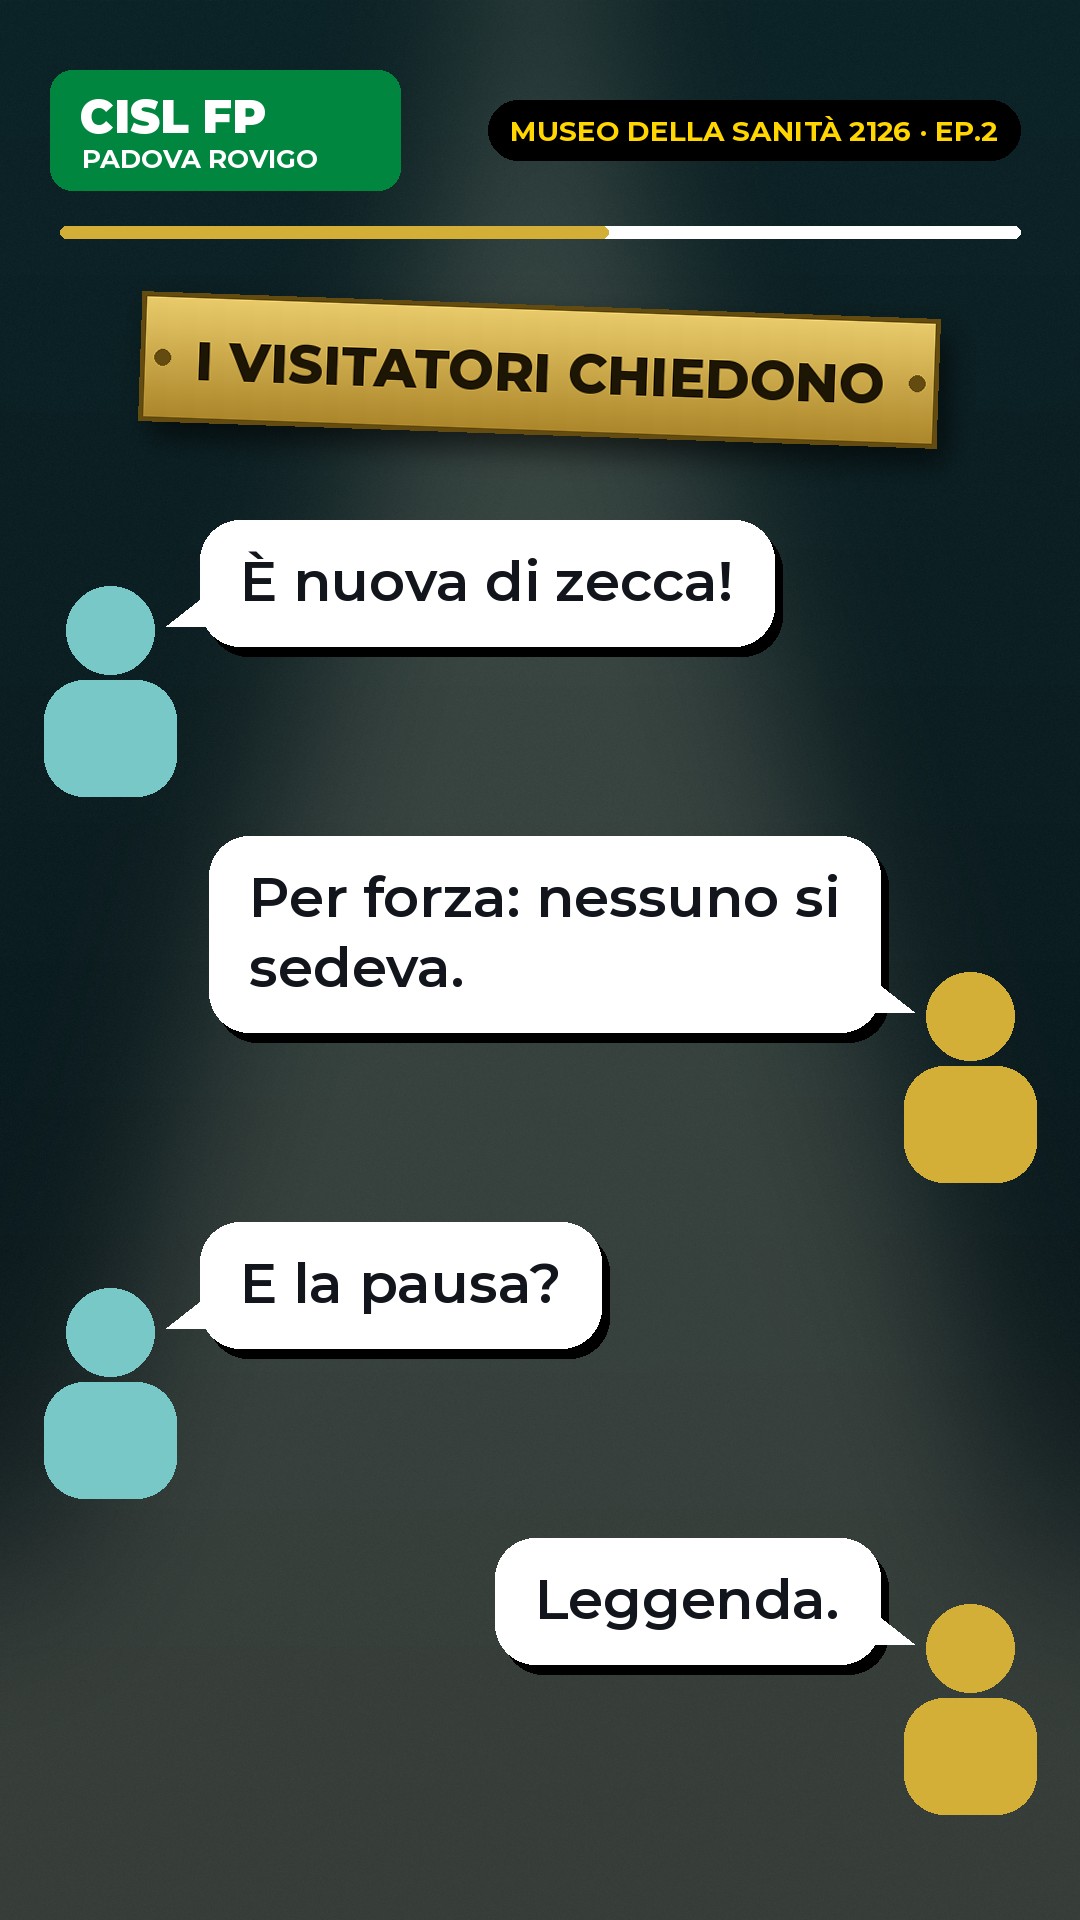 CISL FP
PADOVA ROVIGO
MUSEO DELLA SANITÀ 2126 · EP.2
I VISITATORI CHIEDONO
È nuova di zecca!
Per forza: nessuno si
sedeva.
E la pausa?
Leggenda.